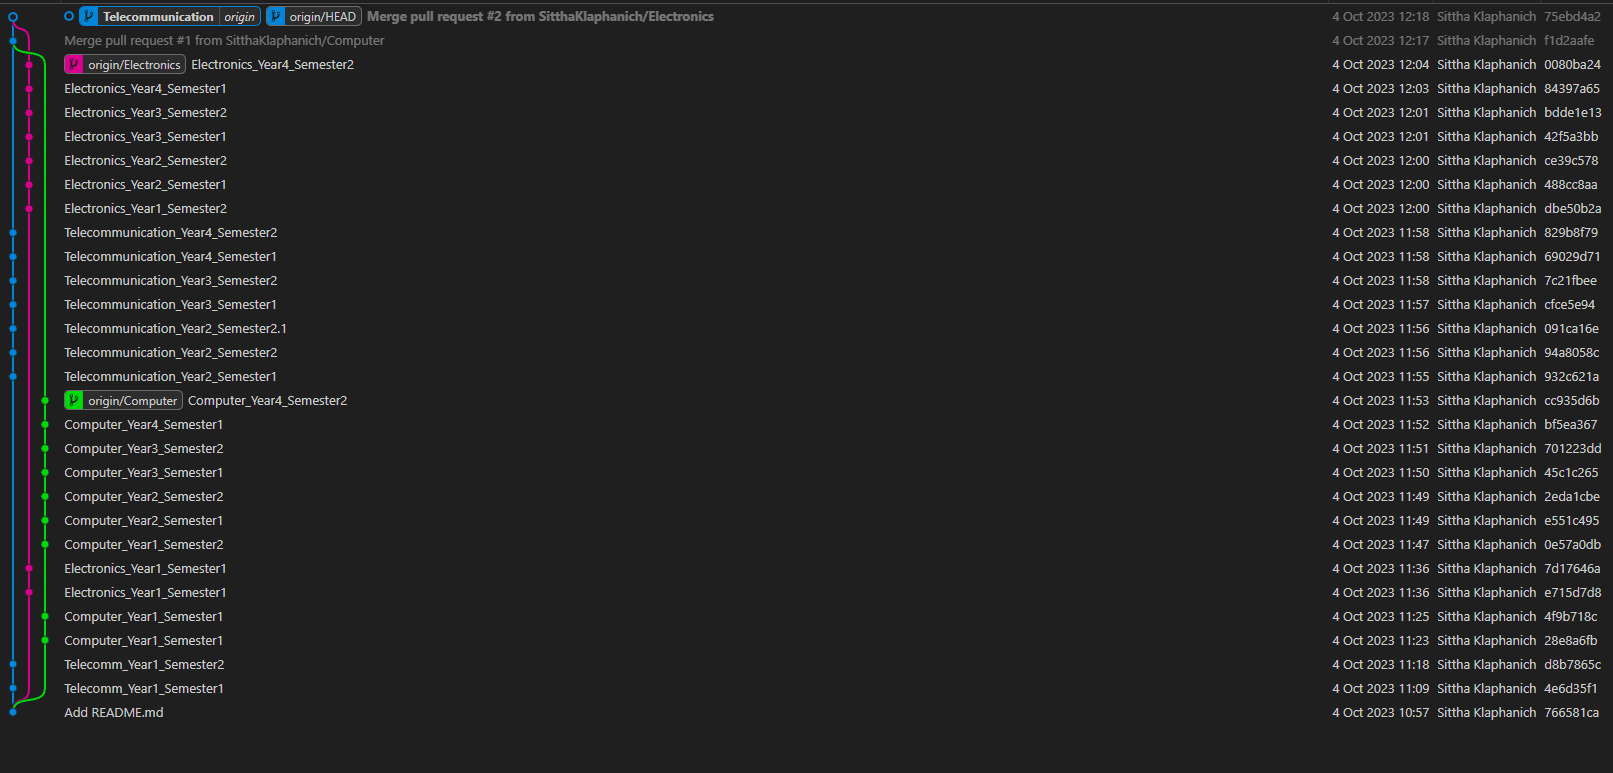 Telecommunication origin origin/HEAD Merge pull request #2 from SitthaKlaphanich/Electronics 4 Oct 2023 12:18 Sittha Klaphanich 75ebd4a2
Merge pull request #1 from SitthaKlaphanich/Computer 4 Oct 2023 12:17 Sittha Klaphanich f1d2aafe
origin/Electronics Electronics_Year4_Semester2 4 Oct 2023 12:04 Sittha Klaphanich 0080ba24
Electronics_Year4_Semester1 4 Oct 2023 12:03 Sittha Klaphanich 84397a65
Electronics_Year3_Semester2 4 Oct 2023 12:01 Sittha Klaphanich bdde1e13
Electronics_Year3_Semester1 4 Oct 2023 12:01 Sittha Klaphanich 42f5a3bb
Electronics_Year2_Semester2 4 Oct 2023 12:00 Sittha Klaphanich ce39c578
Electronics_Year2_Semester1 4 Oct 2023 12:00 Sittha Klaphanich 488cc8aa
Electronics_Year1_Semester2 4 Oct 2023 12:00 Sittha Klaphanich dbe50b2a
Telecommunication_Year4_Semester2 4 Oct 2023 11:58 Sittha Klaphanich 829b8f79
Telecommunication_Year4_Semester1 4 Oct 2023 11:58 Sittha Klaphanich 69029d71
Telecommunication_Year3_Semester2 4 Oct 2023 11:58 Sittha Klaphanich 7c21fbee
Telecommunication_Year3_Semester1 4 Oct 2023 11:57 Sittha Klaphanich cfce5e94
Telecommunication_Year2_Semester2.1 4 Oct 2023 11:56 Sittha Klaphanich 091ca16e
Telecommunication_Year2_Semester2 4 Oct 2023 11:56 Sittha Klaphanich 94a8058c
Telecommunication_Year2_Semester1 4 Oct 2023 11:55 Sittha Klaphanich 932c621a
origin/Computer Computer_Year4_Semester2 4 Oct 2023 11:53 Sittha Klaphanich cc935d6b
Computer_Year4_Semester1 4 Oct 2023 11:52 Sittha Klaphanich bf5ea367
Computer_Year3_Semester2 4 Oct 2023 11:51 Sittha Klaphanich 701223dd
Computer_Year3_Semester1 4 Oct 2023 11:50 Sittha Klaphanich 45c1c265
Computer_Year2_Semester2 4 Oct 2023 11:49 Sittha Klaphanich 2eda1cbe
Computer_Year2_Semester1 4 Oct 2023 11:49 Sittha Klaphanich e551c495
Computer_Year1_Semester2 4 Oct 2023 11:47 Sittha Klaphanich 0e57a0db
Electronics_Year1_Semester1 4 Oct 2023 11:36 Sittha Klaphanich 7d17646a
Electronics_Year1_Semester1 4 Oct 2023 11:36 Sittha Klaphanich e715d7d8
Computer_Year1_Semester1 4 Oct 2023 11:25 Sittha Klaphanich 4f9b718c
Computer_Year1_Semester1 4 Oct 2023 11:23 Sittha Klaphanich 28e8a6fb
Telecomm_Year1_Semester2 4 Oct 2023 11:18 Sittha Klaphanich d8b7865c
Telecomm_Year1_Semester1 4 Oct 2023 11:09 Sittha Klaphanich 4e6d35f1
Add README.md 4 Oct 2023 10:57 Sittha Klaphanich 766581ca